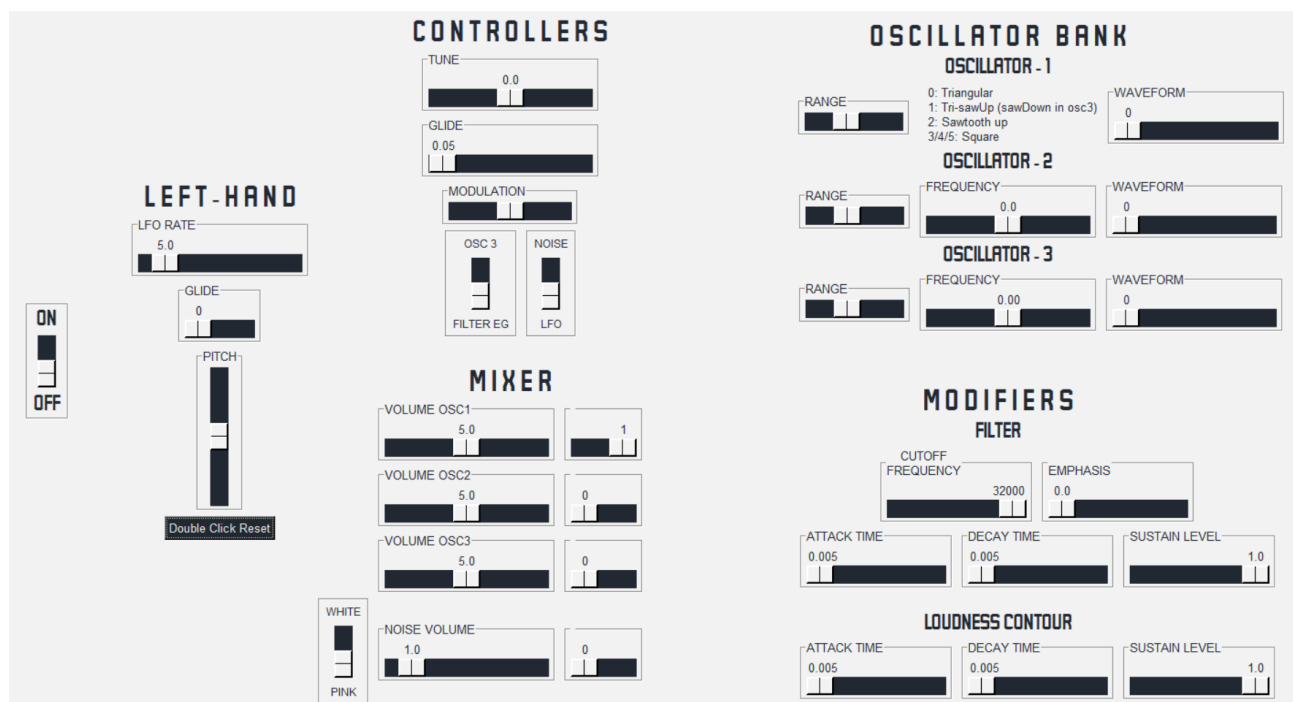 LEFT-HAND
LFO RATE
5.0
GLIDE
0
PITCH
Double Click Reset
ON
OFF
CONTROLLERS
TUNE
0.0
GLIDE
0.05
MODULATION
OSC 3
FILTER EG
NOISE
LFO
MIXER
VOLUME OSC1
5.0
1
VOLUME OSC2
5.0
0
VOLUME OSC3
5.0
0
WHITE
PINK
NOISE VOLUME
1.0
0
OSCILLATOR BANK
OSCILLATOR - 1
RANGE
0: Triangular
1: Tri-sawUp (sawDown in osc3)
2: Sawtooth up
3/4/5: Square
WAVEFORM
0
OSCILLATOR - 2
RANGE
FREQUENCY
0.0
WAVEFORM
0
OSCILLATOR - 3
RANGE
FREQUENCY
0.00
WAVEFORM
0
MODIFIERS
FILTER
CUTOFF
FREQUENCY
32000
EMPHASIS
0.0
ATTACK TIME
0.005
DECAY TIME
0.005
SUSTAIN LEVEL
1.0
LOUDNESS CONTOUR
ATTACK TIME
0.005
DECAY TIME
0.005
SUSTAIN LEVEL
1.0